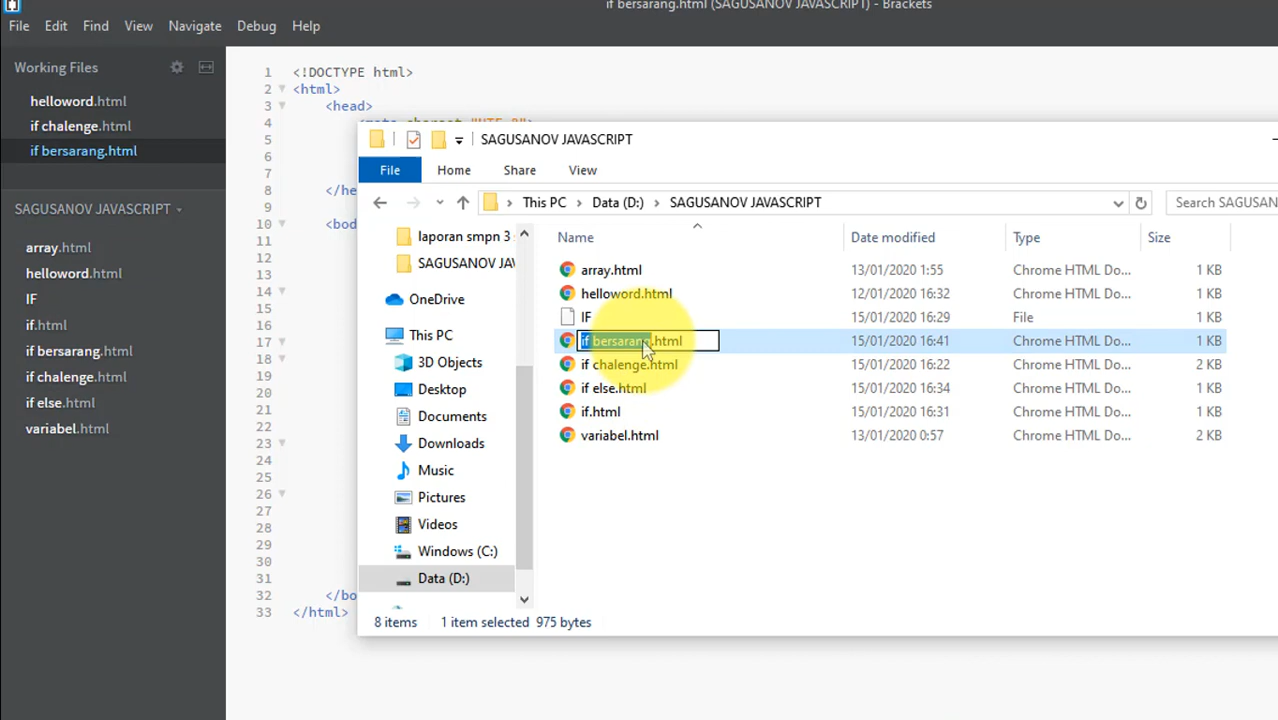 if bersarang.html (SAGUSANOV JAVASCRIPT) - Brackets
File Edit Find View Navigate Debug Help
Working Files
helloword.html
if chalenge.html
if bersarang.html
SAGUSANOV JAVASCRIPT
array.html
helloword.html
IF
if.html
if bersarang.html
if chalenge.html
if else.html
variabel.html
1 <!DOCTYPE html>
2 <html>
3 <head>
4 <meta charset="UTF-8">
5
6
7
8 </he
9
10 <bod
11
12
13
14
15
16
17
18
19
20
21
22
23
24
25
26
27
28
29
30
31
32 </bo
33 </html>
SAGUSANOV JAVASCRIPT
File Home Share View
This PC > Data (D:) > SAGUSANOV JAVASCRIPT
Search SAGUSAN
laporan smpn 3
SAGUSANOV JAV
OneDrive
This PC
3D Objects
Desktop
Documents
Downloads
Music
Pictures
Videos
Windows (C:)
Data (D:)
Name Date modified Type Size
array.html 13/01/2020 1:55 Chrome HTML Do... 1 KB
helloword.html 12/01/2020 16:32 Chrome HTML Do... 1 KB
IF 15/01/2020 16:29 File 1 KB
if bersarang.html 15/01/2020 16:41 Chrome HTML Do... 1 KB
if chalenge.html 15/01/2020 16:22 Chrome HTML Do... 2 KB
if else.html 15/01/2020 16:34 Chrome HTML Do... 1 KB
if.html 15/01/2020 16:31 Chrome HTML Do... 1 KB
variabel.html 13/01/2020 0:57 Chrome HTML Do... 2 KB
8 items 1 item selected 975 bytes